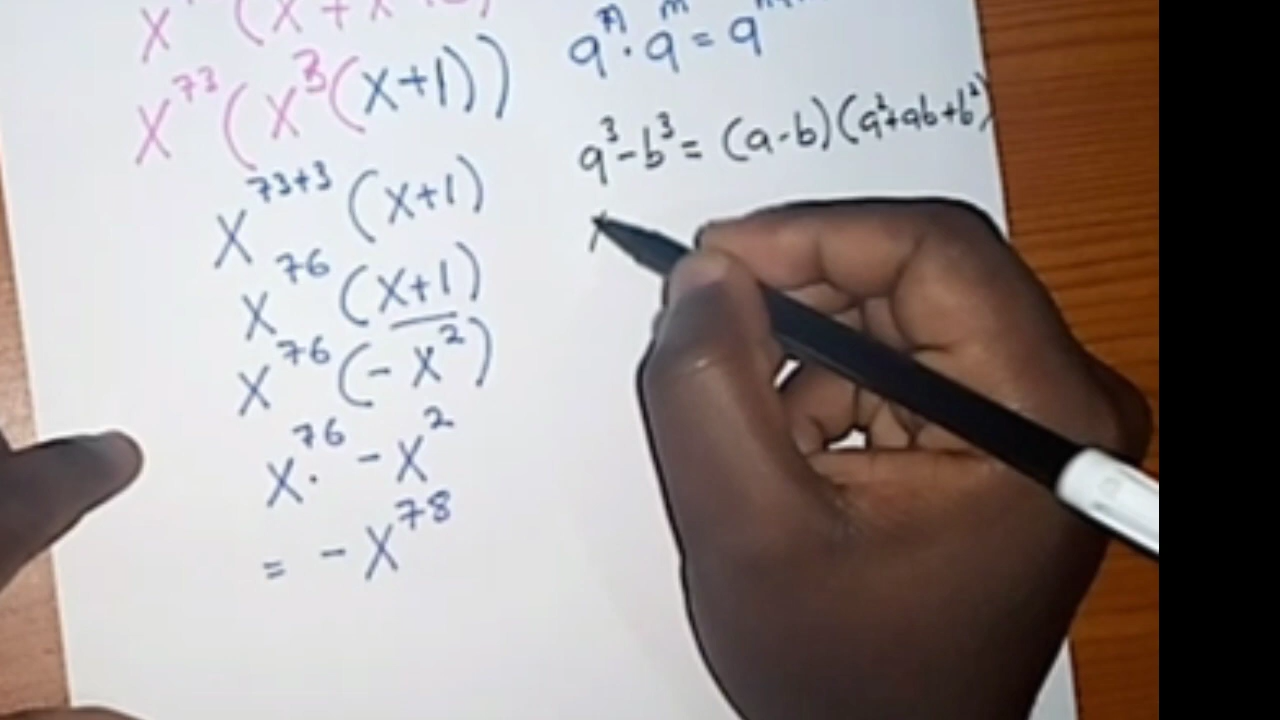 x⁷³(x³(x+1))
x⁷³⁺³(x+1)
x⁷⁶(x+1)
x⁷⁶(-x²)
x⁷⁶·-x²
= -x⁷⁸
aⁿ·aᵐ = a
a³-b³= (a-b)(a²+ab+b²)